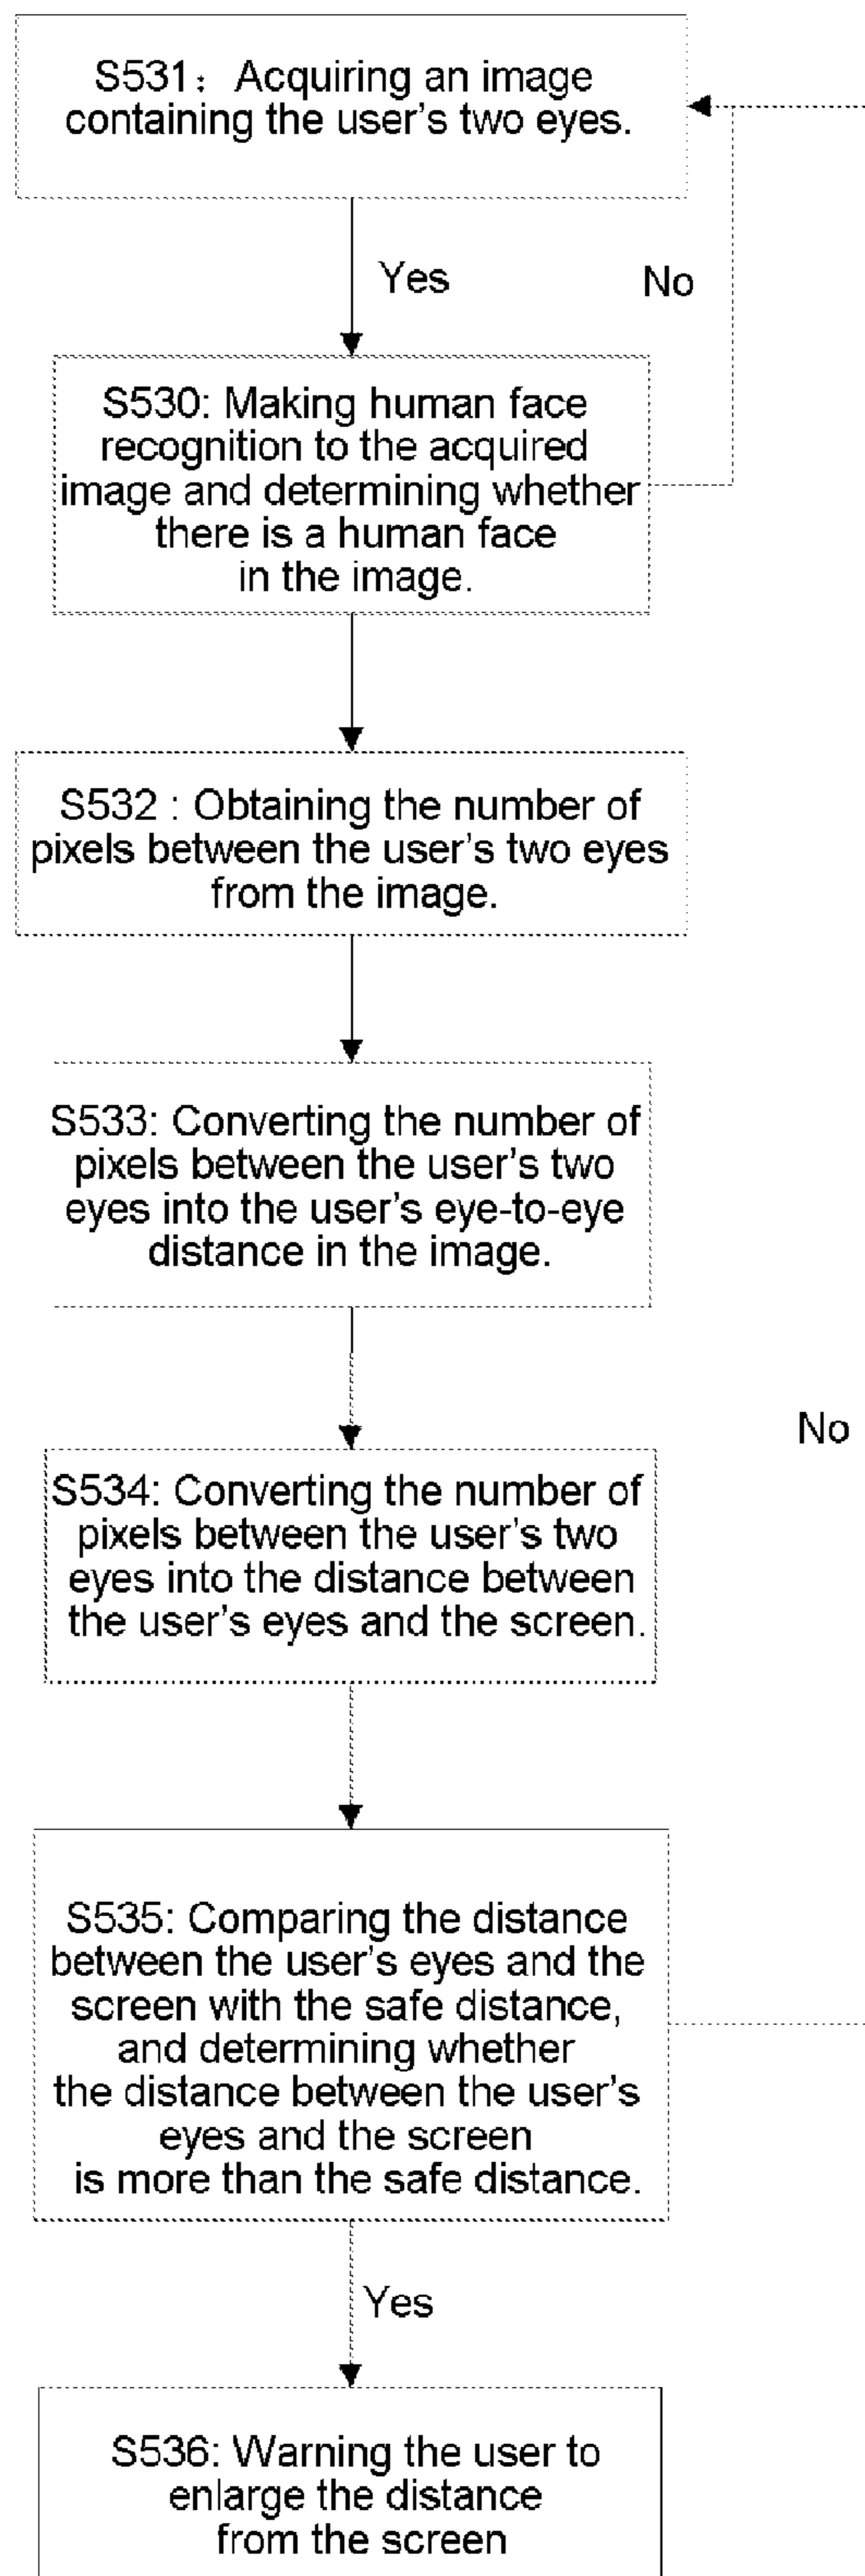 S531：Acquiring an image
containing the user's two eyes.
Yes
No
S530: Making human face
recognition to the acquired
image and determining whether
there is a human face
in the image.
S532 : Obtaining the number of
pixels between the user's two eyes
from the image.
S533: Converting the number of
pixels between the user's two
eyes into the user's eye-to-eye
distance in the image.
No
S534: Converting the number of
pixels between the user's two
eyes into the distance between
the user's eyes and the screen.
S535: Comparing the distance
between the user's eyes and the
screen with the safe distance,
and determining whether
the distance between the user's
eyes and the screen
is more than the safe distance.
Yes
S536: Warning the user to
enlarge the distance
from the screen